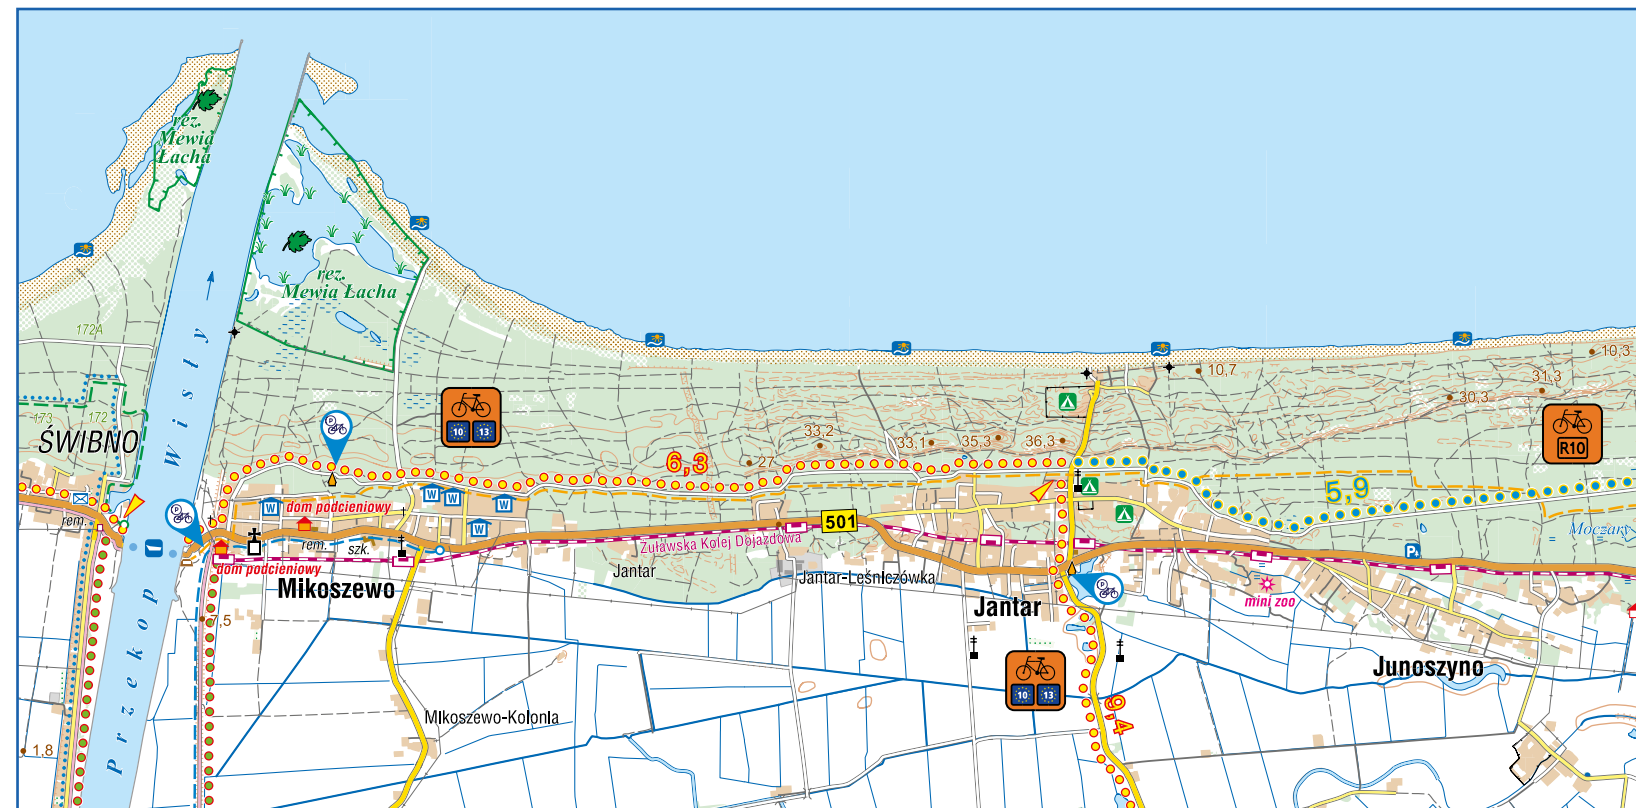 rez.
Mewia
Łacha
rez.
Mewia Łacha
172A
173
172
ŚWIBNO
Przekop Wisły
rem.
P
10 13
6,3
27
33,2
33,1
35,3
36,3
10,7
30,3
31,3
10,3
R10
5,9
W
W
W
W
W
dom podcieniowy
rem.
szk.
dom podcieniowy
Mikoszewo
7,5
501
Żuławska Kolej Dojazdowa
Jantar
Jantar-Leśniczówka
Jantar
P
P
P
mini zoo
Moczary
Junoszyno
10 13
9,4
Mikoszewo-Kolonia
1.8